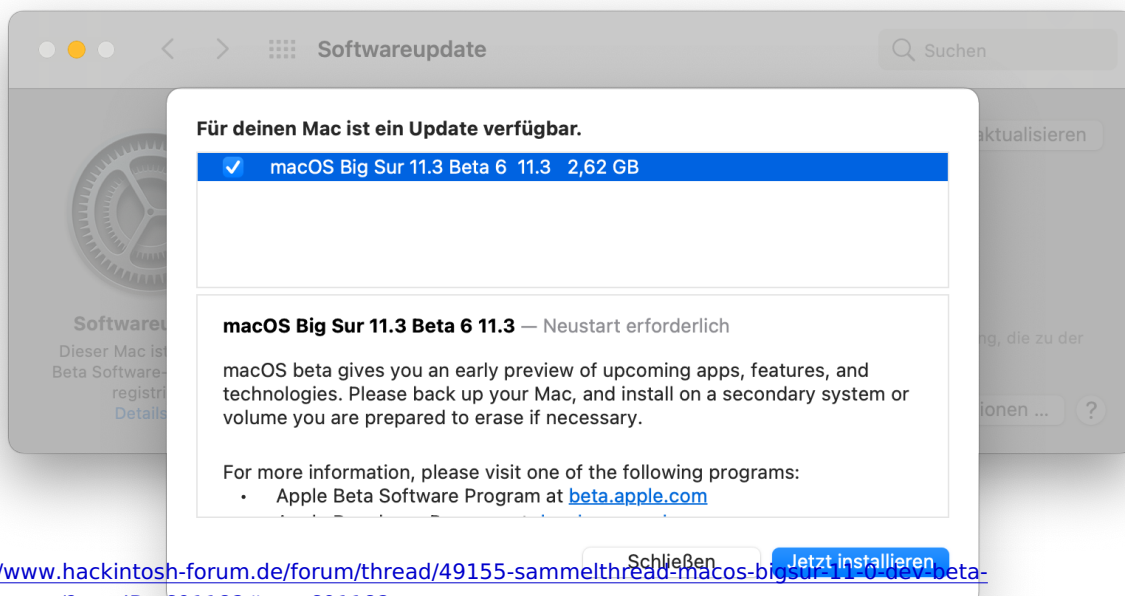 Softwareupdate
Suchen
Für deinen Mac ist ein Update verfügbar.
aktualisieren
macOS Big Sur 11.3 Beta 6 11.3 2,62 GB
macOS Big Sur 11.3 Beta 6 11.3 — Neustart erforderlich
Dieser Mac ist
ng, die zu der
Beta Software-
registri
Details
macOS beta gives you an early preview of upcoming apps, features, and
technologies. Please back up your Mac, and install on a secondary system or
volume you are prepared to erase if necessary.
ionen ... ?
For more information, please visit one of the following programs:
• Apple Beta Software Program at beta.apple.com
Schließen
Jetzt installieren
/www.hackintosh-forum.de/forum/thread/49155-sammelthread-macos-bigsur-11-0-dev-beta-